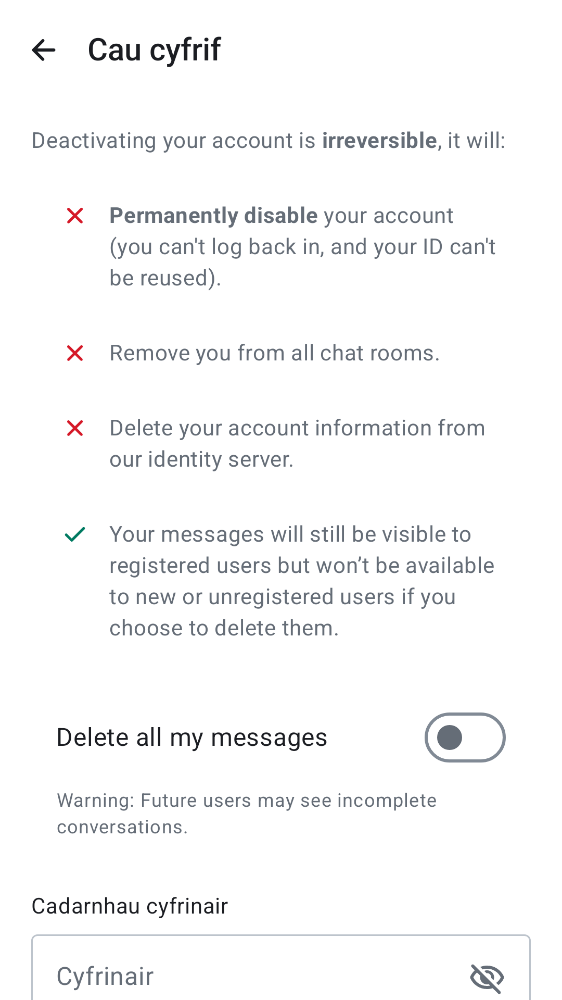 Cau cyfrif
Deactivating your account is irreversible, it will:
Permanently disable your account
(you can't log back in, and your ID can't
be reused).
Remove you from all chat rooms.
Delete your account information from
our identity server.
Your messages will still be visible to
registered users but won’t be available
to new or unregistered users if you
choose to delete them.
Delete all my messages
Warning: Future users may see incomplete
conversations.
Cadarnhau cyfrinair
Cyfrinair